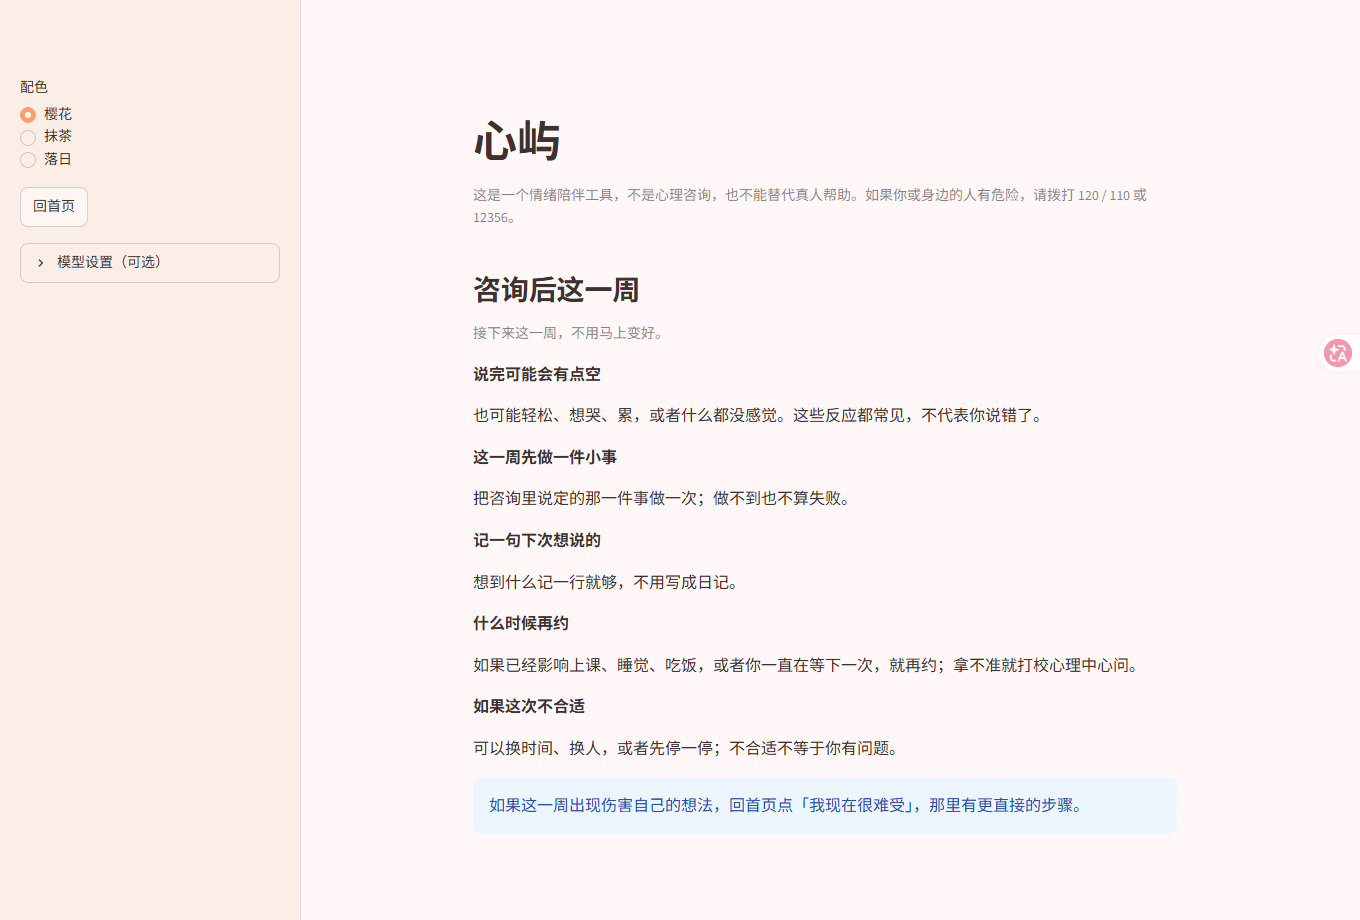 配色
樱花
抹茶
落日
回首页
模型设置（可选）
心屿
这是一个情绪陪伴工具，不是心理咨询，也不能替代真人帮助。如果你或身边的人有危险，请拨打 120 / 110 或
12356。
咨询后这一周
接下来这一周，不用马上变好。
说完可能会有点空
也可能轻松、想哭、累，或者什么都没感觉。这些反应都常见，不代表你说错了。
这一周先做一件小事
把咨询里说定的那一件事做一次；做不到也不算失败。
记一句下次想说的
想到什么记一行就够，不用写成日记。
什么时候再约
如果已经影响上课、睡觉、吃饭，或者你一直在等下一次，就再约；拿不准就打校心理中心问。
如果这次不合适
可以换时间、换人，或者先停一停；不合适不等于你有问题。
如果这一周出现伤害自己的想法，回首页点「我现在很难受」，那里有更直接的步骤。